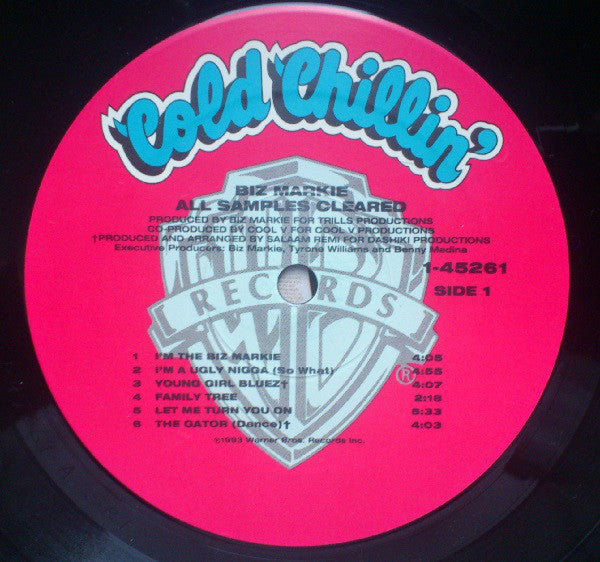 Cold Chillin'
BIZ MARKIE
ALL SAMPLES CLEARED
PRODUCED BY BIZ MARKIE FOR TRILLS PRODUCTIONS
CO-PRODUCED BY COOL V FOR COOL V PRODUCTIONS
†PRODUCED AND ARRANGED BY SALAAM REMI FOR DASHIKI PRODUCTIONS
Executive Producers: Biz Markie, Tyrone Williams and Benny Medina
1-45261
SIDE 1
RECORDS
1 I'M THE BIZ MARKIE 4:05
2 I'M A UGLY NIGGA (So What) 4:55
3 YOUNG GIRL BLUEZ† 4:07
4 FAMILY TREE 2:18
5 LET ME TURN YOU ON 5:33
6 THE GATOR (Dance)† 4:03
®
©1993 Warner Bros. Records Inc.